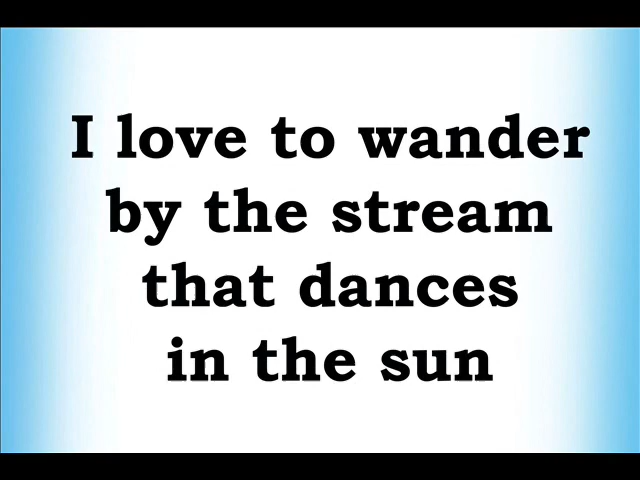 I love to wander
by the stream
that dances
in the sun